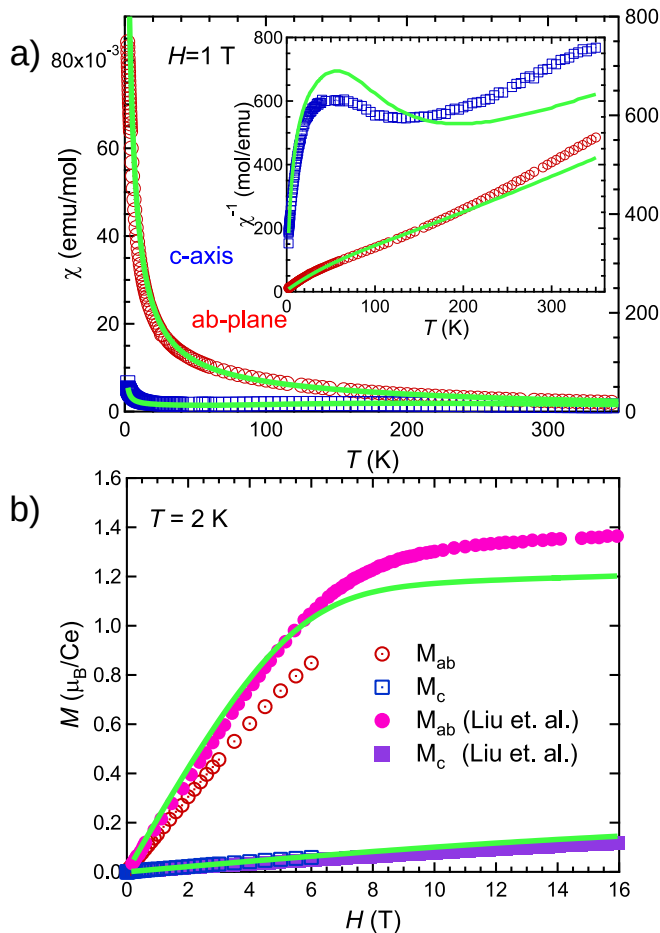 a)
H=1 T
80x10⁻³
60
40
20
0
χ (emu/mol)
c-axis
ab-plane
0
100
200
300
T (K)
800
600
400
200
0
800
600
400
200
0
χ⁻¹ (mol/emu)
0
100
200
300
T (K)
b)
T = 2 K
1.6
1.4
1.2
1.0
0.8
0.6
0.4
0.2
0.0
M (μB/Ce)
Mab
Mc
Mab (Liu et. al.)
Mc (Liu et. al.)
0
2
4
6
8
10
12
14
16
H (T)